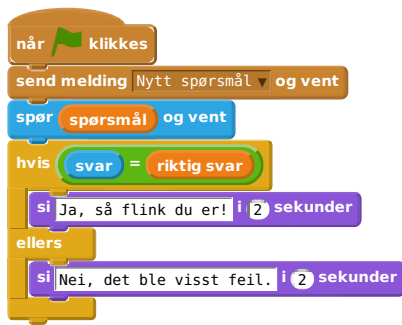 når klikkes
send melding Nytt spørsmål og vent
spør spørsmål og vent
hvis svar = riktig svar
si Ja, så flink du er! i 2 sekunder
ellers
si Nei, det ble visst feil. i 2 sekunder